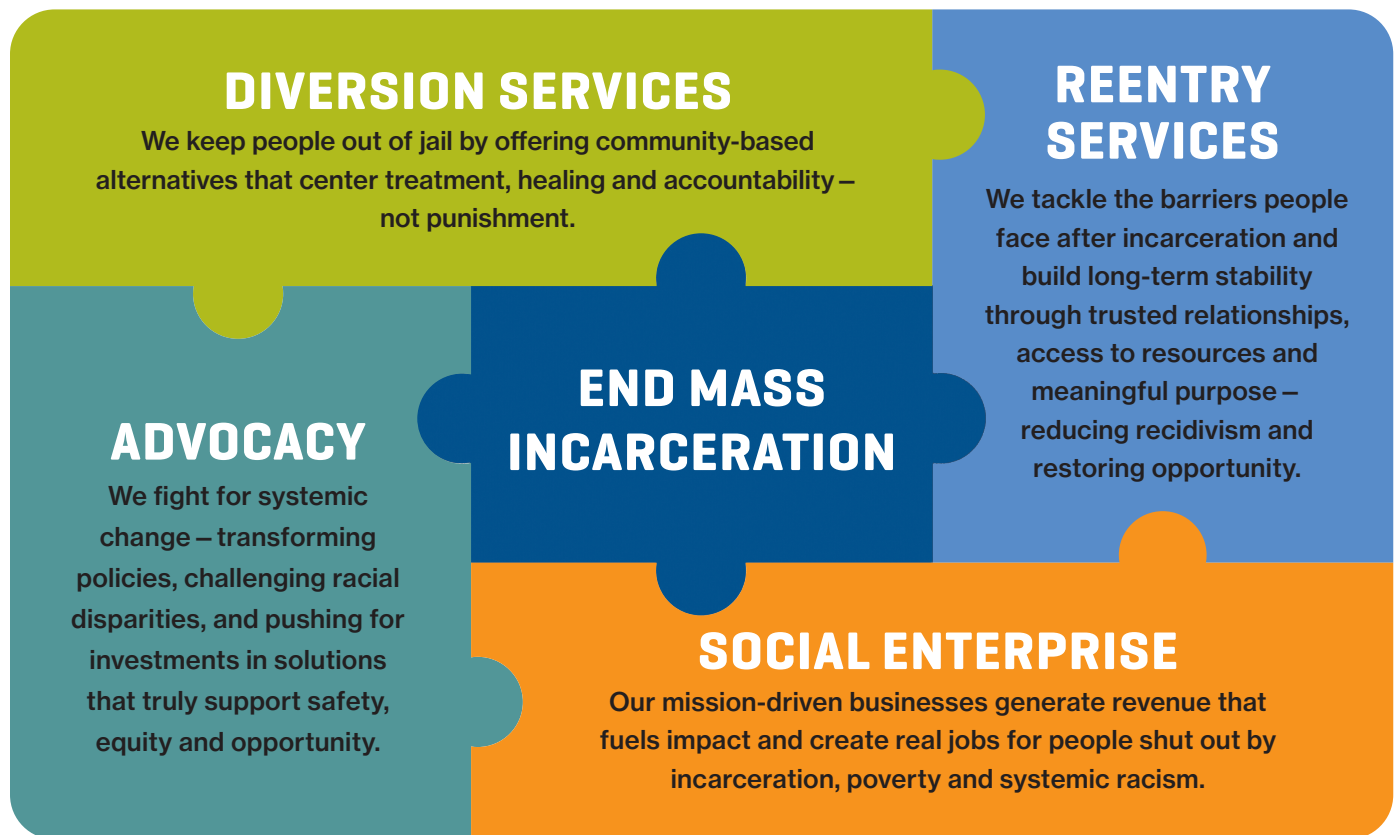 DIVERSION SERVICES
We keep people out of jail by offering community-based
alternatives that center treatment, healing and accountability –
not punishment.
REENTRY
SERVICES
We tackle the barriers people
face after incarceration and
build long-term stability
through trusted relationships,
access to resources and
meaningful purpose –
reducing recidivism and
restoring opportunity.
END MASS
INCARCERATION
ADVOCACY
We fight for systemic
change – transforming
policies, challenging racial
disparities, and pushing for
investments in solutions
that truly support safety,
equity and opportunity.
SOCIAL ENTERPRISE
Our mission-driven businesses generate revenue that
fuels impact and create real jobs for people shut out by
incarceration, poverty and systemic racism.